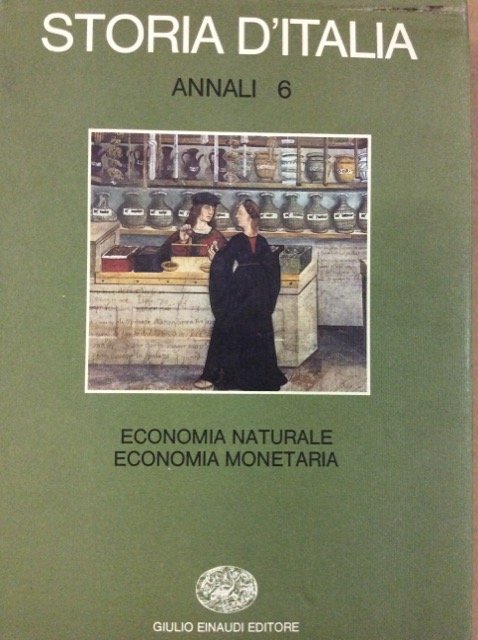 STORIA D'ITALIA
ANNALI 6
ECONOMIA NATURALE
ECONOMIA MONETARIA
GIULIO EINAUDI EDITORE